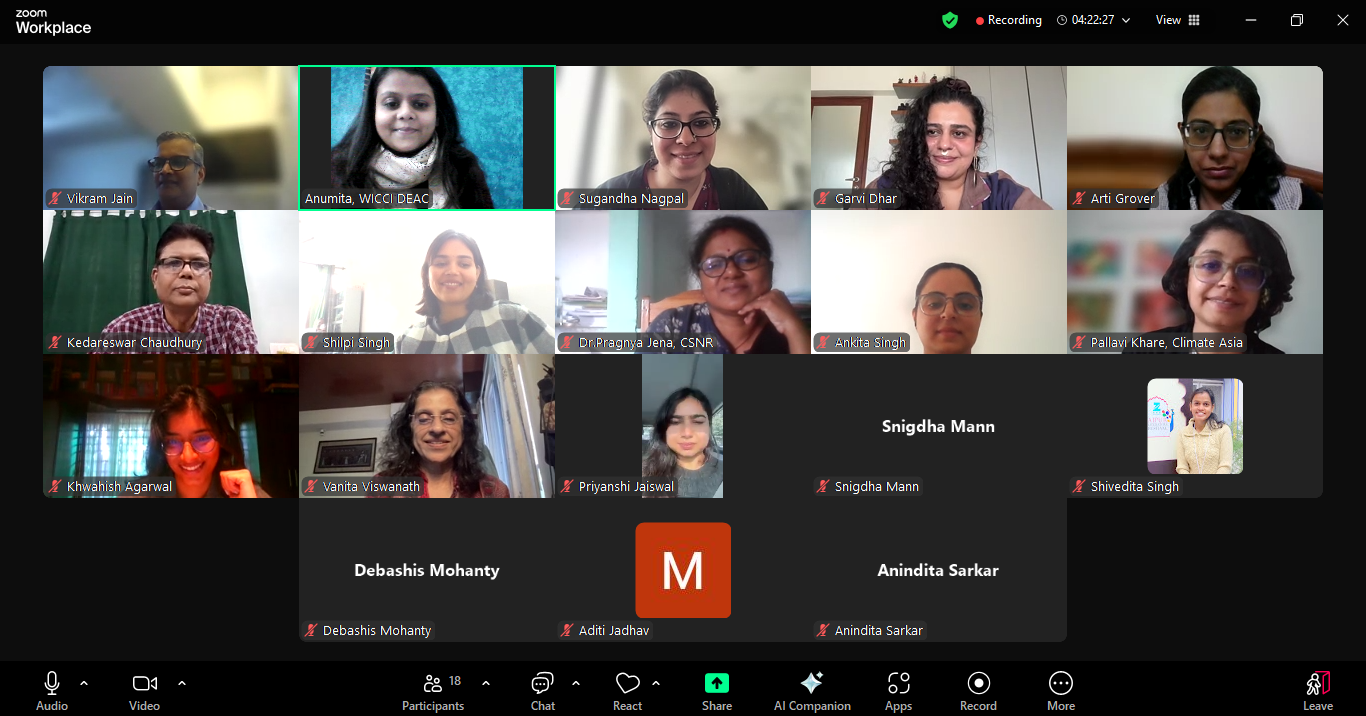 zoom
Workplace
Recording
04:22:27
View
Vikram Jain
Anumita, WICCI DEAC
Sugandha Nagpal
Garvi Dhar
Arti Grover
Kedareswar Chaudhury
Shilpi Singh
Dr.Pragnya Jena, CSNR
Ankita Singh
Pallavi Khare, Climate Asia
Khwahish Agarwal
Vanita Viswanath
Priyanshi Jaiswal
Snigdha Mann
Snigdha Mann
Shivedita Singh
Debashis Mohanty
Debashis Mohanty
M
Aditi Jadhav
Anindita Sarkar
Anindita Sarkar
Audio
Video
Participants
18
Chat
React
Share
AI Companion
Apps
Record
More
Leave